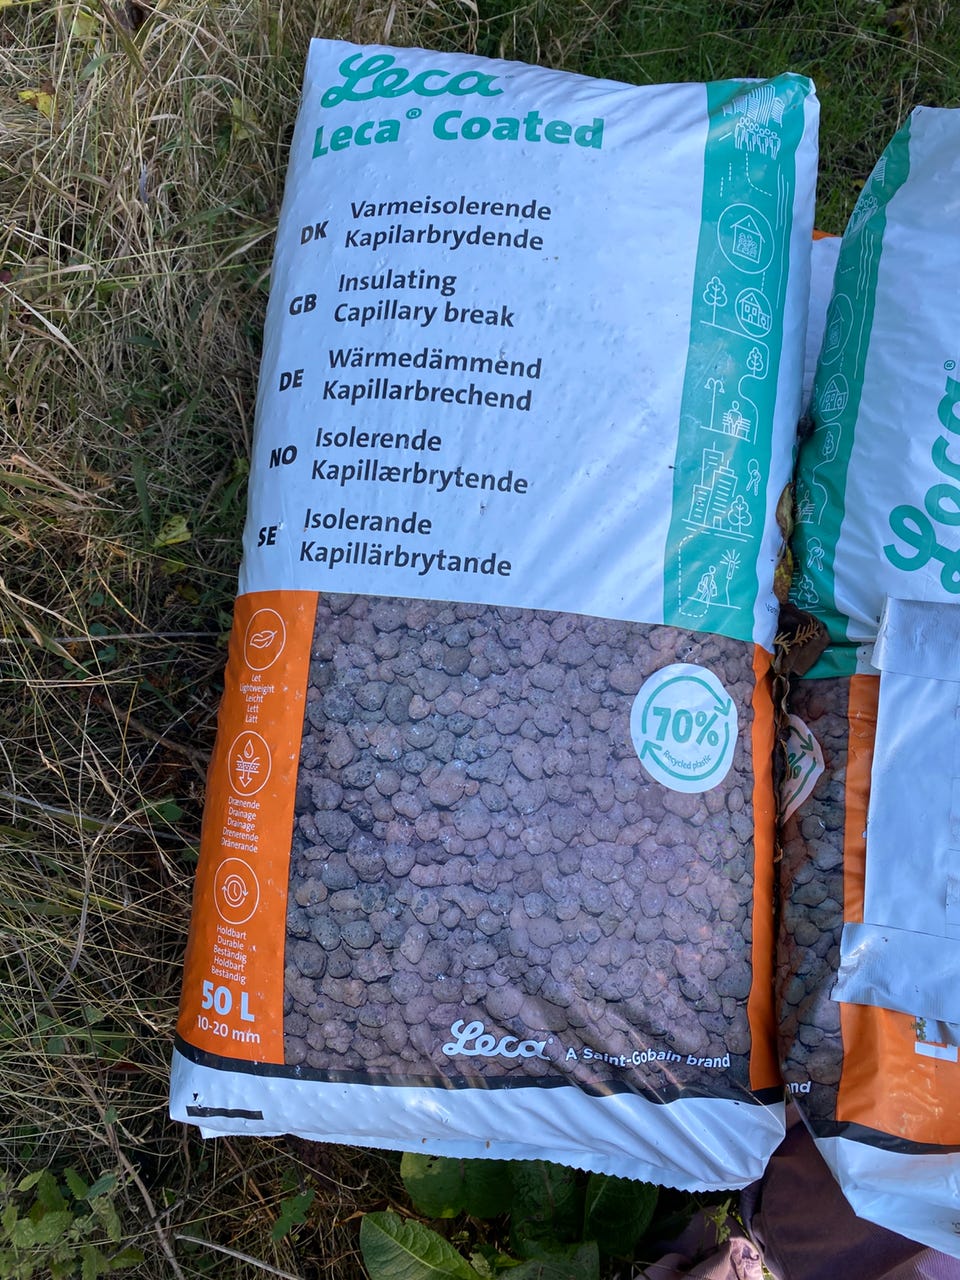 Leca®
Leca® Coated
DK
Varmeisolerende
Kapilarbrydende
GB
Insulating
Capillary break
DE
Wärmedämmend
Kapillarbrechend
NO
Isolerende
Kapillærbrytende
SE
Isolerande
Kapillärbrytande
Let
Lightweight
Leicht
Lett
Lätt
Drænende
Drainage
Drainage
Drenerende
Dränerande
Holdbart
Durable
Beständig
Holdbart
Beständig
50 L
10-20 mm
70%
Recycled plastic
Leca® A Saint-Gobain brand
Leca®
%
nd